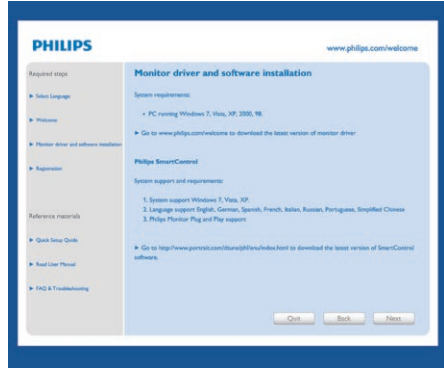 PHILIPS
www.philips.com/welcome
Required steps
Select Language
Welcome
Monitor driver and software installation
Registration
Reference materials
Quick Setup Guide
Read User Manual
FAQ & Troubleshooting
Monitor driver and software installation
System requirements:
• PC running Windows 7, Vista, XP, 2000, 98.
Go to www.philips.com/welcome to download the latest version of monitor driver
Philips SmartControl
System support and requirements:
1. System support Windows 7, Vista, XP.
2. Language support English, German, Spanish, French, Italian, Russian, Portuguese, Simplified Chinese
3. Philips Monitor Plug and Play support
Go to http://www.portrait.com/dtune/phl/enu/index.html to download the latest version of SmartControl
software.
Quit
Back
Next